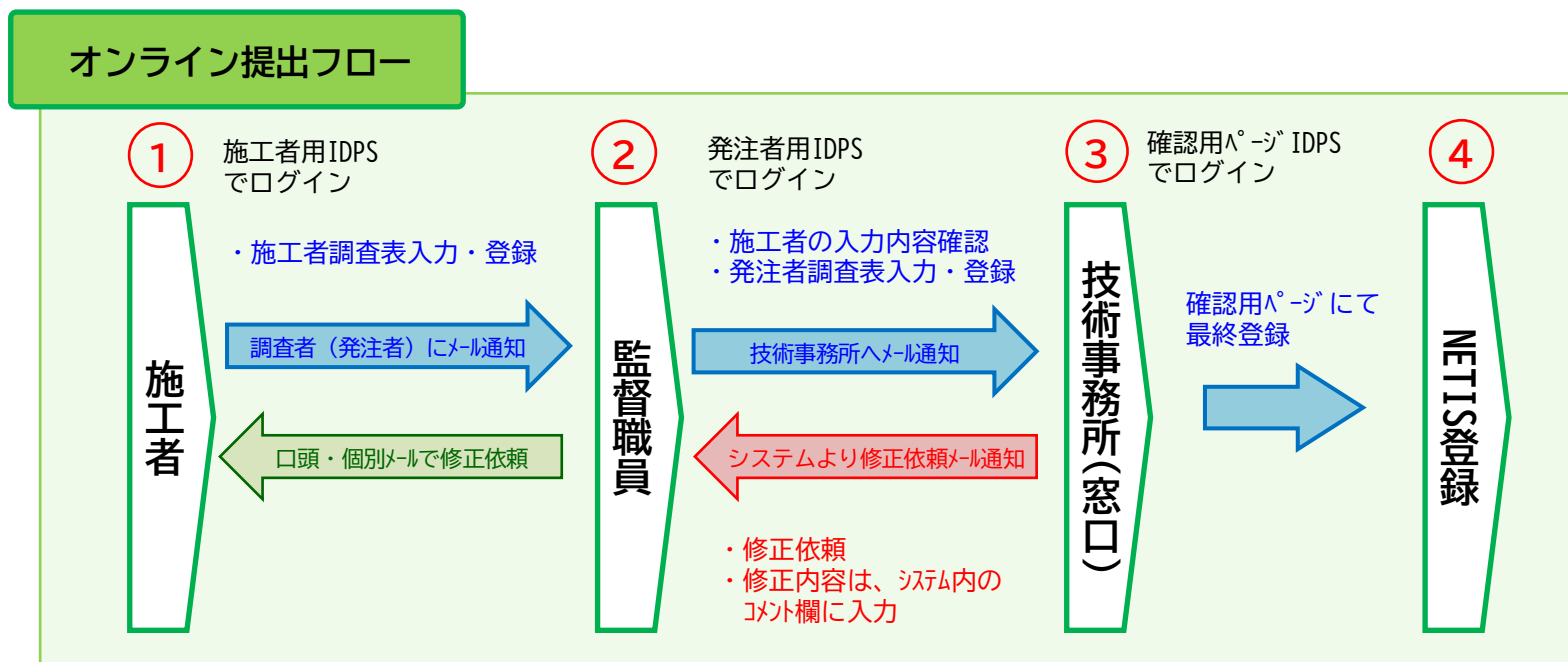 オンライン提出フロー
①
施工者用IDPS
でログイン
施工者
・施工者調査表入力・登録
調査者（発注者）にﾒｰﾙ通知
口頭・個別ﾒｰﾙで修正依頼
②
発注者用IDPS
でログイン
監督職員
・施工者の入力内容確認
・発注者調査表入力・登録
技術事務所へﾒｰﾙ通知
システムより修正依頼ﾒｰﾙ通知
・修正依頼
・修正内容は、ｼｽﾃﾑ内の
ｺﾒﾝﾄ欄に入力
③
確認用ﾍﾟｰｼﾞIDPS
でログイン
技術事務所(窓口)
確認用ﾍﾟｰｼﾞにて
最終登録
④
NETIS登録